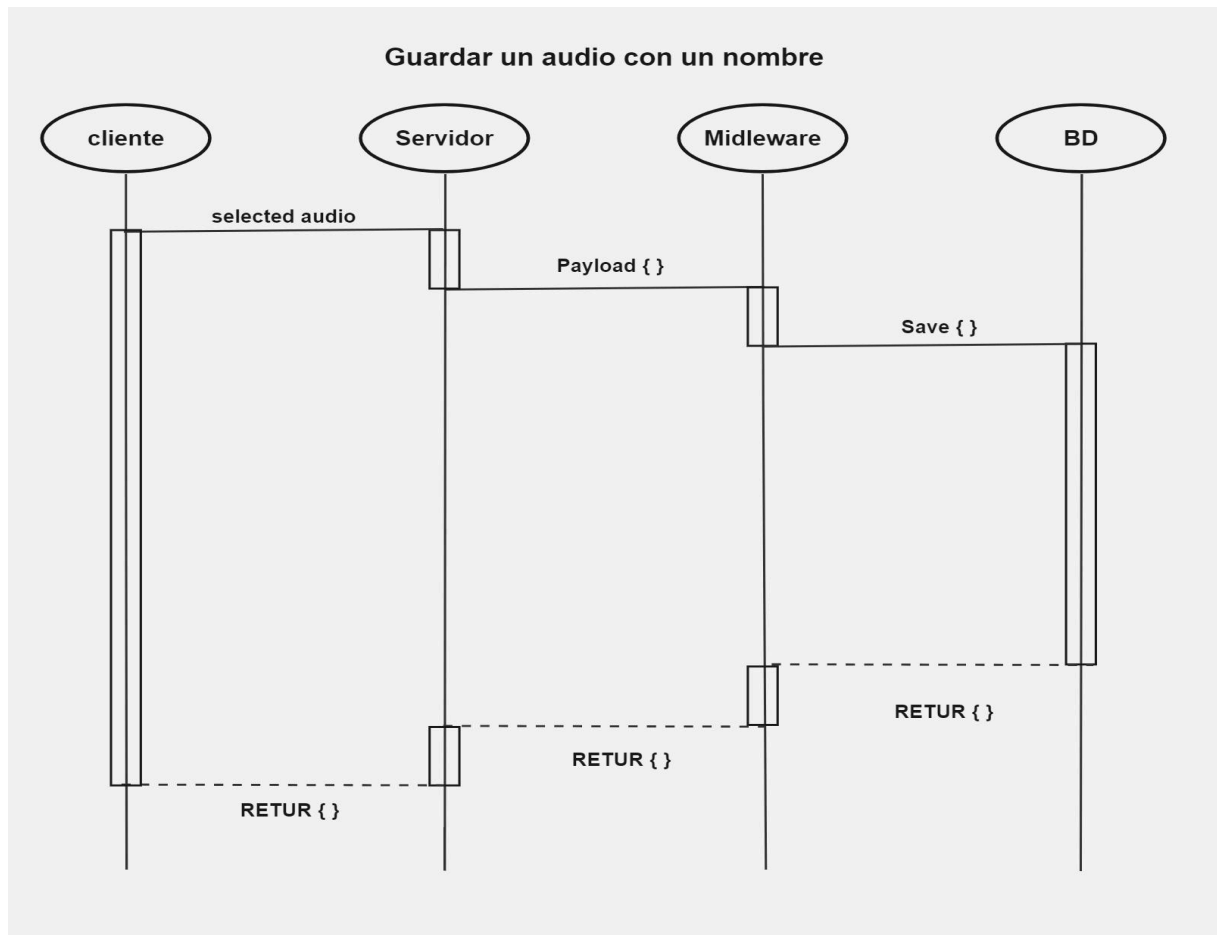 Guardar un audio con un nombre
cliente
Servidor
Midleware
BD
selected audio
Payload { }
Save { }
RETUR { }
RETUR { }
RETUR { }